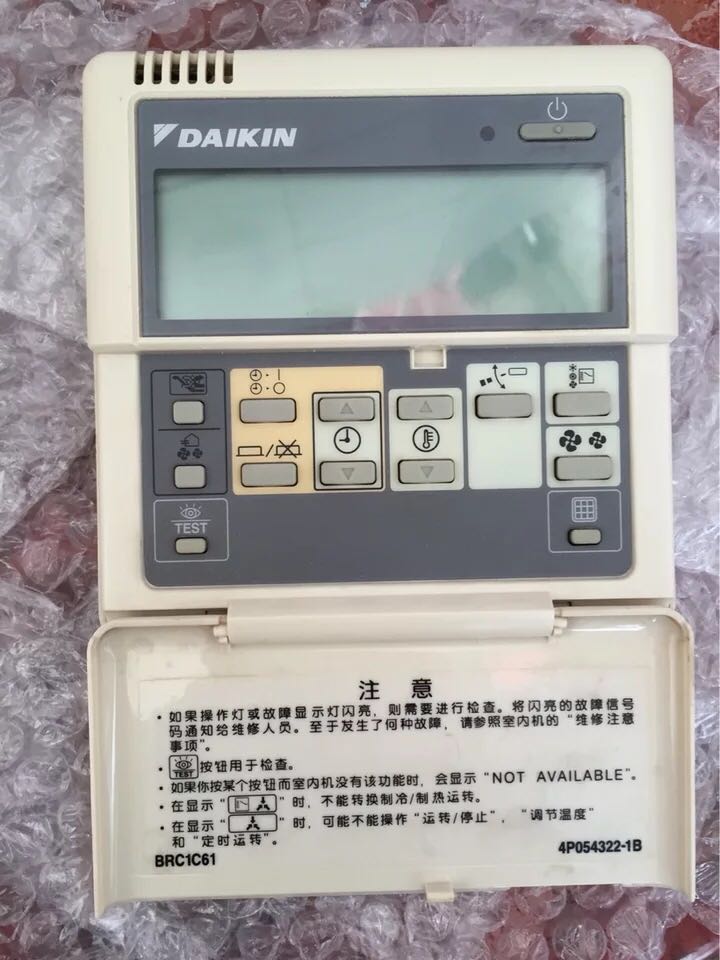 DAIKIN
TEST
注 意
· 如果操作灯或故障显示灯闪亮，则需要进行检查。将闪亮的故障信号
码通知给维修人员。至于发生了何种故障，请参照室内机的“维修注意
事项”。
· TEST 按钮用于检查。
· 如果你按某个按钮而室内机没有该功能时，会显示“NOT AVAILABLE”。
· 在显示“ ”时，不能转换制冷/制热运转。
· 在显示“ ”时，可能不能操作“运转/停止”，“调节温度”
和“定时运转”。
BRC1C61
4P054322-1B